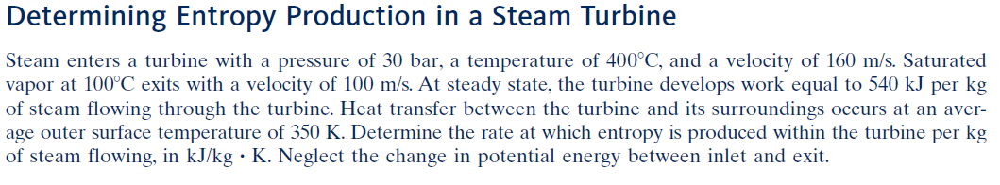 Determining Entropy Production in a Steam Turbine
Steam enters a turbine with a pressure of 30 bar, a temperature of 400°C, and a velocity of 160 m/s. Saturated
vapor at 100°C exits with a velocity of 100 m/s. At steady state, the turbine develops work equal to 540 kJ per kg
of steam flowing through the turbine. Heat transfer between the turbine and its surroundings occurs at an aver-
age outer surface temperature of 350 K. Determine the rate at which entropy is produced within the turbine per kg
of steam flowing, in kJ/kg · K. Neglect the change in potential energy between inlet and exit.